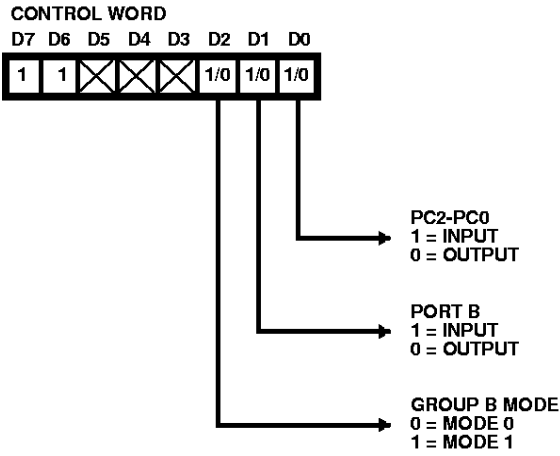 CONTROL WORD
D7 D6 D5 D4 D3 D2 D1 D0
1 1 1/0 1/0 1/0
PC2-PC0
1 = INPUT
0 = OUTPUT
PORT B
1 = INPUT
0 = OUTPUT
GROUP B MODE
0 = MODE 0
1 = MODE 1